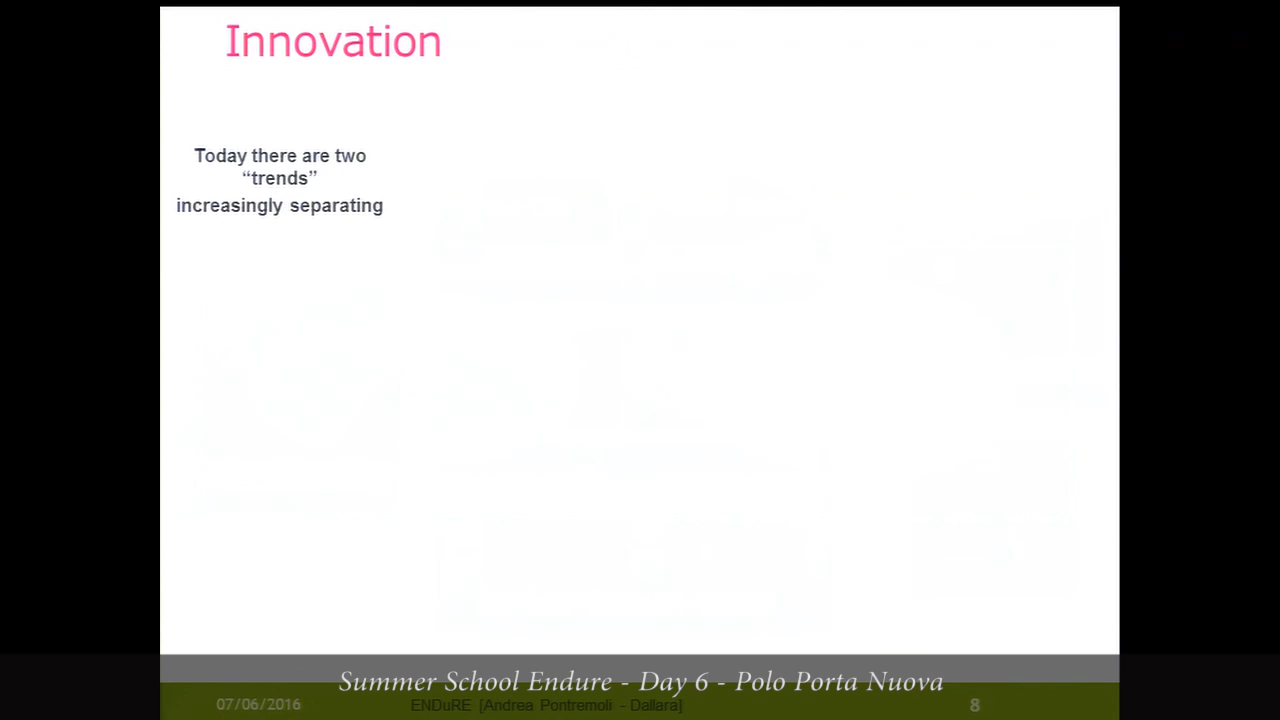 Innovation
Today there are two
“trends”
increasingly separating
Summer School Endure - Day 6 - Polo Porta Nuova
07/06/2016
ENDuRE [Andrea Pontremoli - Dallara]
8